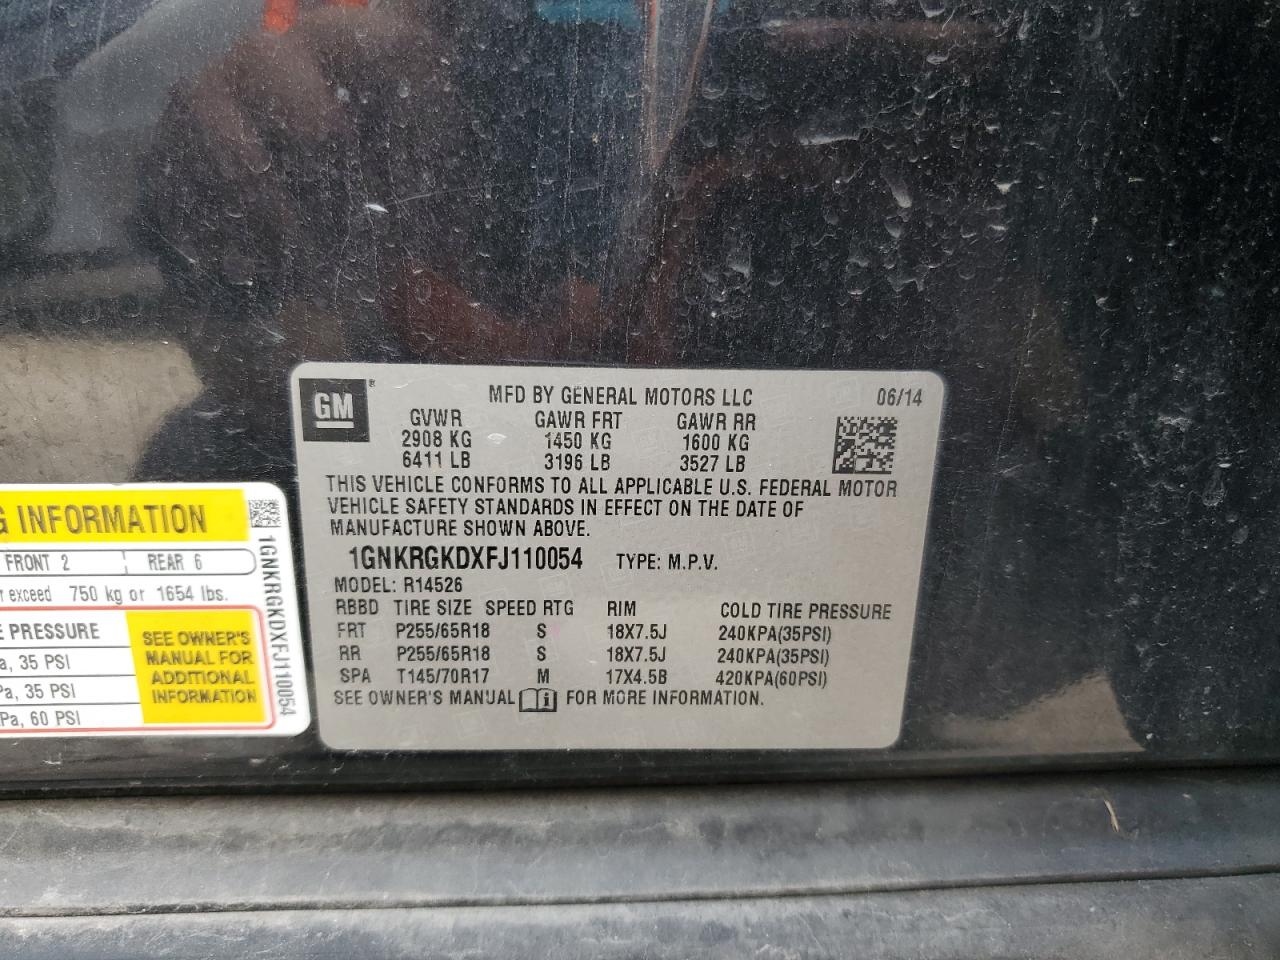 GM®
MFD BY GENERAL MOTORS LLC 06/14
GVWR GAWR FRT GAWR RR
2908 KG 1450 KG 1600 KG
6411 LB 3196 LB 3527 LB
THIS VEHICLE CONFORMS TO ALL APPLICABLE U.S. FEDERAL MOTOR
VEHICLE SAFETY STANDARDS IN EFFECT ON THE DATE OF
MANUFACTURE SHOWN ABOVE.
1GNKRGKDXFJ110054 TYPE: M.P.V.
MODEL: R14526
RBBD TIRE SIZE SPEED RTG RIM COLD TIRE PRESSURE
FRT P255/65R18 S 18X7.5J 240KPA(35PSI)
RR P255/65R18 S 18X7.5J 240KPA(35PSI)
SPA T145/70R17 M 17X4.5B 420KPA(60PSI)
SEE OWNER'S MANUAL i FOR MORE INFORMATION.
G INFORMATION
FRONT 2 REAR 6
r exceed 750 kg or 1654 lbs.
E PRESSURE
a, 35 PSI
Pa, 35 PSI
Pa, 60 PSI
SEE OWNER'S
MANUAL FOR
ADDITIONAL
INFORMATION
1GNKRGKDXFJ110054